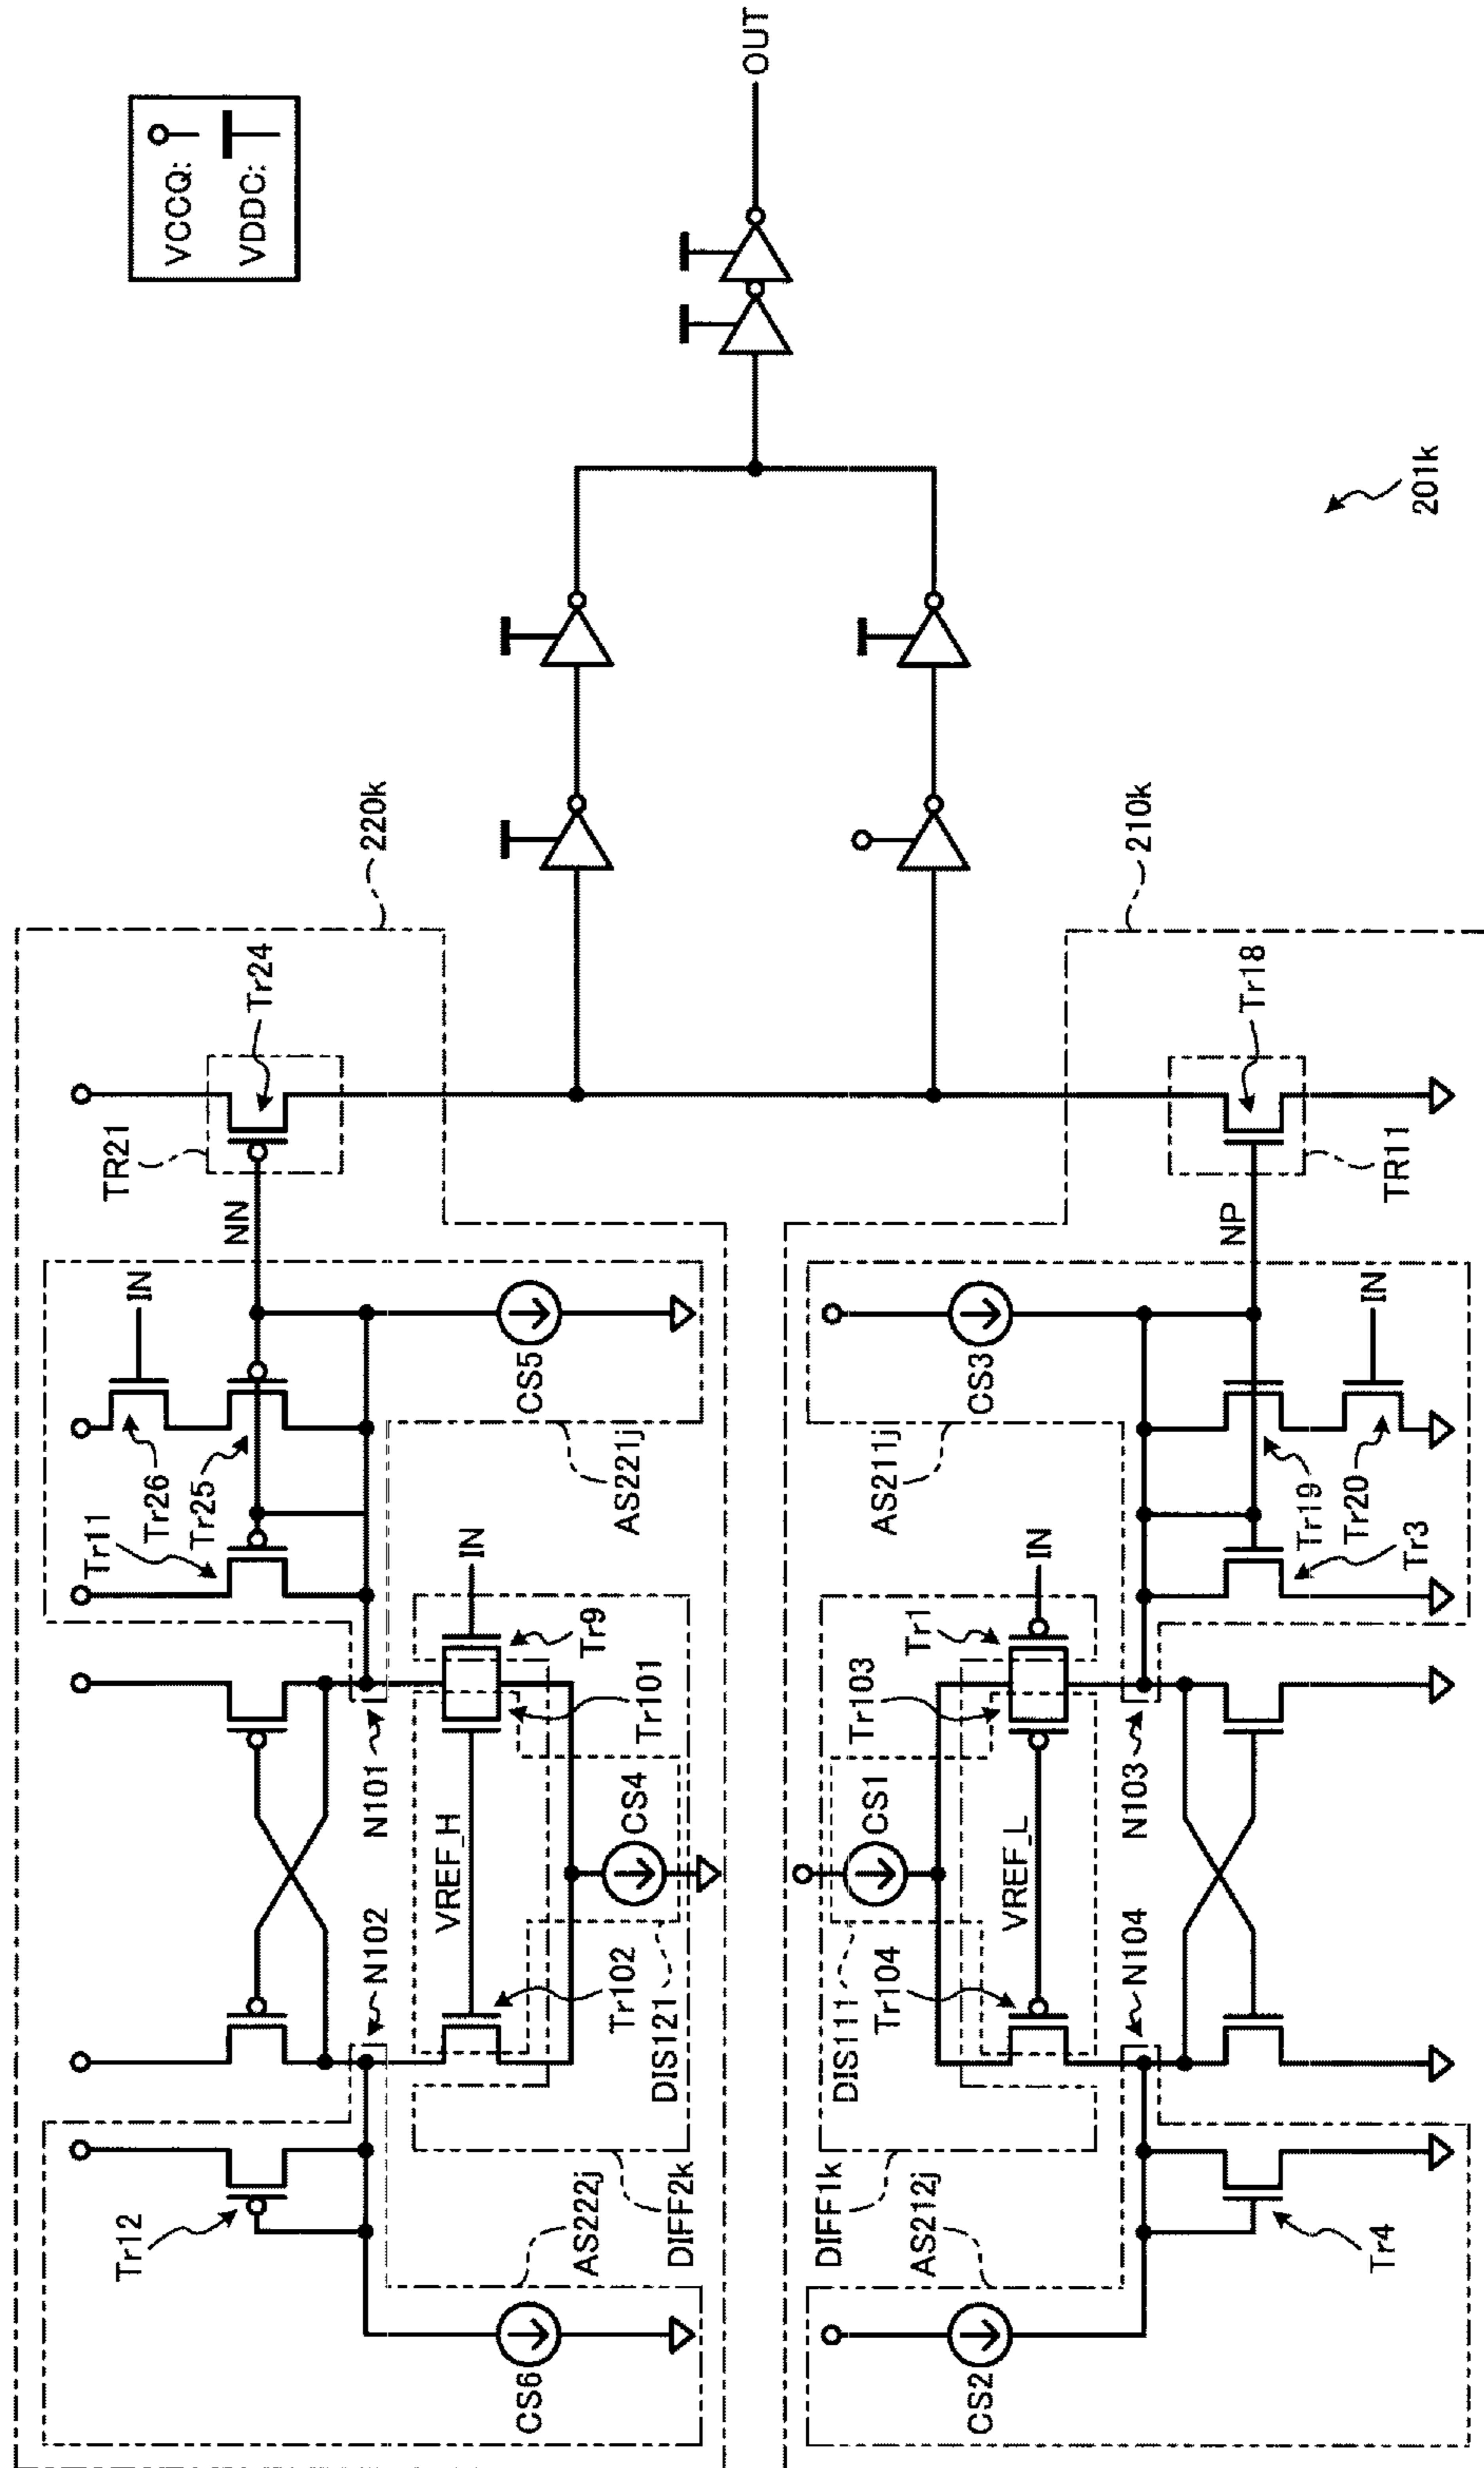 VCCQ:
VDDC:
OUT
201k
220k
210k
TR21
Tr24
NN
Tr18
TR11
NP
IN
Tr26
Tr25
Tr11
CS5
AS221j
CS3
AS211j
IN
Tr19
Tr20
Tr3
IN
Tr9
Tr101
N101
VREF_H
CS4
N102
Tr102
DIS121
DIFF2k
AS222j
Tr12
CS6
IN
Tr1
Tr103
N103
CS1
VREF_L
N104
Tr104
DIS111
DIFF1k
AS212j
Tr4
CS2